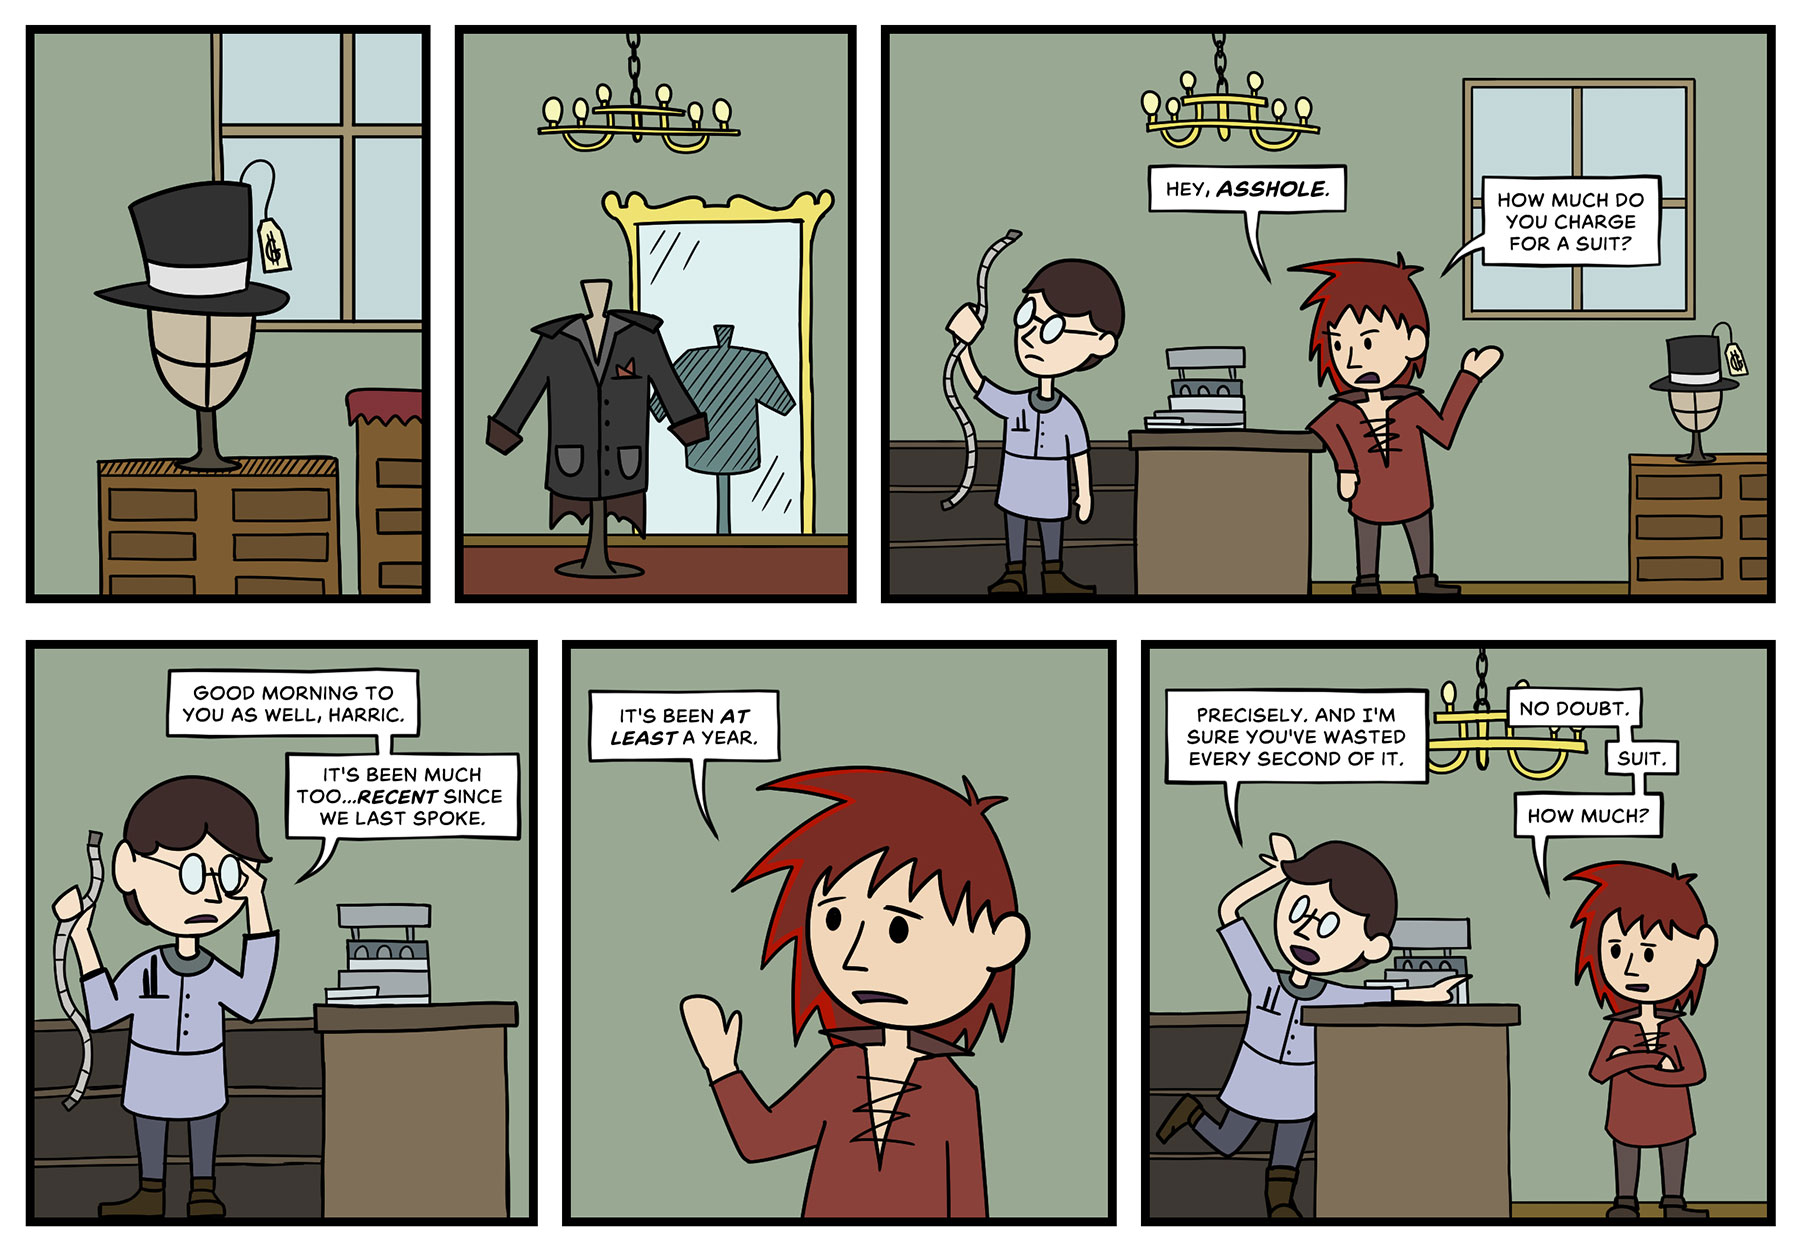 HEY, ASSHOLE.
HOW MUCH DO
YOU CHARGE
FOR A SUIT?
GOOD MORNING TO
YOU AS WELL, HARRIC.
IT'S BEEN MUCH
TOO...RECENT SINCE
WE LAST SPOKE.
IT'S BEEN AT
LEAST A YEAR.
PRECISELY. AND I'M
SURE YOU'VE WASTED
EVERY SECOND OF IT.
NO DOUBT.
SUIT.
HOW MUCH?